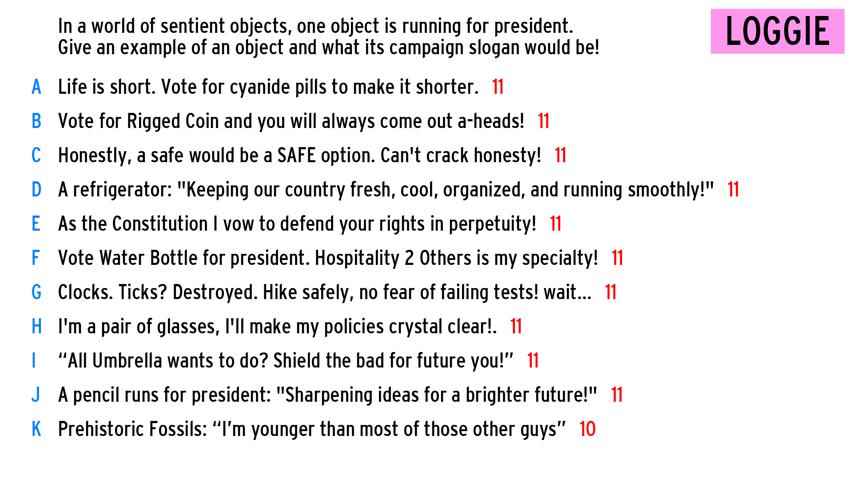 In a world of sentient objects, one object is running for president.
Give an example of an object and what its campaign slogan would be!
LOGGIE
A Life is short. Vote for cyanide pills to make it shorter. 11
B Vote for Rigged Coin and you will always come out a-heads! 11
C Honestly, a safe would be a SAFE option. Can't crack honesty! 11
D A refrigerator: "Keeping our country fresh, cool, organized, and running smoothly!" 11
E As the Constitution I vow to defend your rights in perpetuity! 11
F Vote Water Bottle for president. Hospitality 2 Others is my specialty! 11
G Clocks. Ticks? Destroyed. Hike safely, no fear of failing tests! wait... 11
H I'm a pair of glasses, I'll make my policies crystal clear!. 11
I “All Umbrella wants to do? Shield the bad for future you!” 11
J A pencil runs for president: "Sharpening ideas for a brighter future!" 11
K Prehistoric Fossils: “I'm younger than most of those other guys” 10